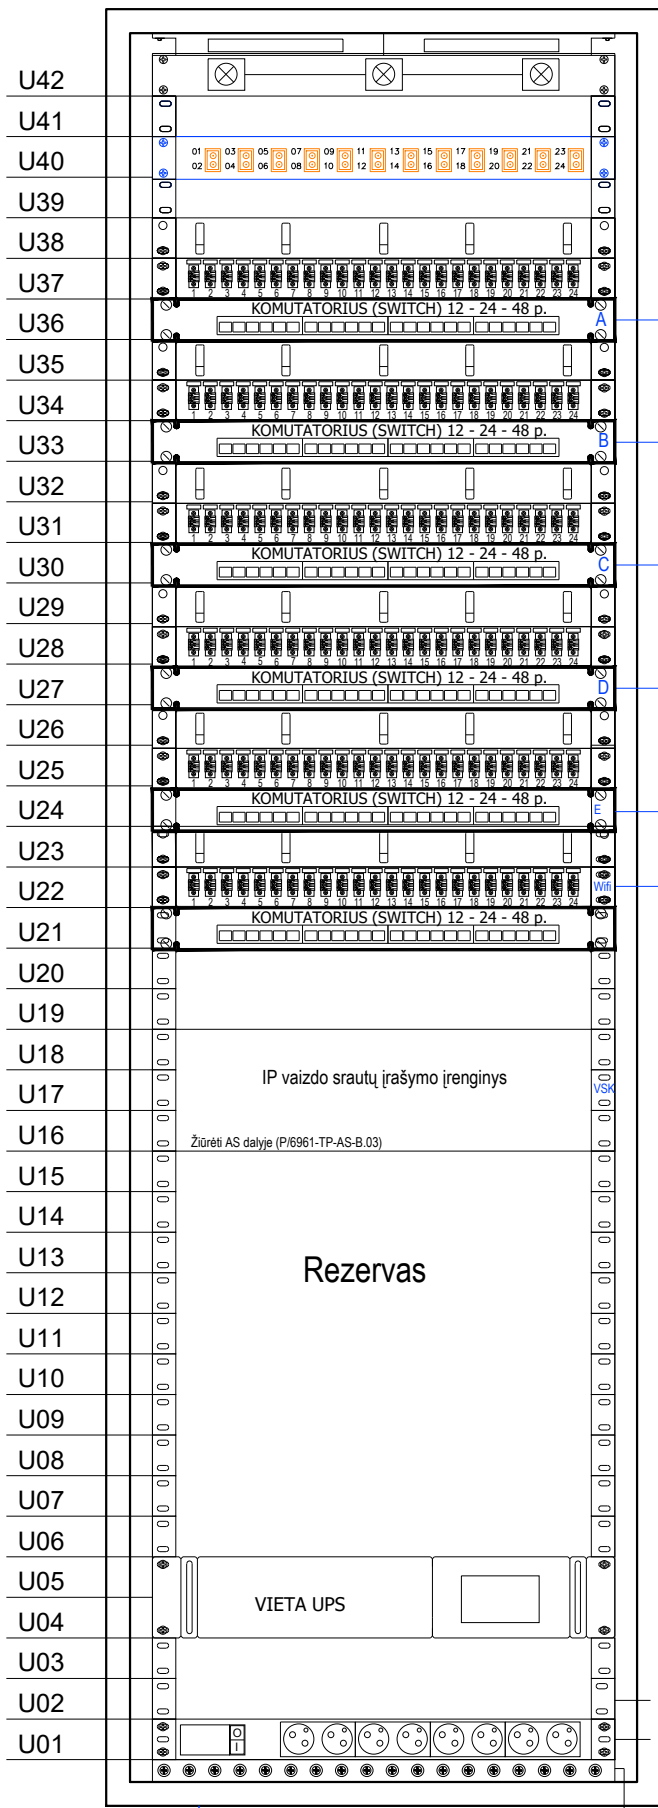 U42
U41
01 03 05 07 09 11 13 15 17 19 21 23
U40
02 04 06 08 10 12 14 16 18 20 22 24
U39
U38
U37
1 2 3 4 5 6 7 8 9 10 11 12 13 14 15 16 17 18 19 20 21 22 23 24
KOMUTATORIUS (SWITCH) 12 - 24 - 48 p.
U36 A
U35
U34
1 2 3 4 5 6 7 8 9 10 11 12 13 14 15 16 17 18 19 20 21 22 23 24
KOMUTATORIUS (SWITCH) 12 - 24 - 48 p.
U33 B
U32
U31
1 2 3 4 5 6 7 8 9 10 11 12 13 14 15 16 17 18 19 20 21 22 23 24
KOMUTATORIUS (SWITCH) 12 - 24 - 48 p.
U30 C
U29
U28
1 2 3 4 5 6 7 8 9 10 11 12 13 14 15 16 17 18 19 20 21 22 23 24
KOMUTATORIUS (SWITCH) 12 - 24 - 48 p.
U27 D
U26
U25
1 2 3 4 5 6 7 8 9 10 11 12 13 14 15 16 17 18 19 20 21 22 23 24
KOMUTATORIUS (SWITCH) 12 - 24 - 48 p.
U24 E
U23
U22 Wifi
1 2 3 4 5 6 7 8 9 10 11 12 13 14 15 16 17 18 19 20 21 22 23 24
KOMUTATORIUS (SWITCH) 12 - 24 - 48 p.
U21
U20
U19
U18
IP vaizdo srautų įrašymo įrenginys
U17 VSK
U16
Žiūrėti AS dalyje (P/6961-TP-AS-B.03)
U15
U14
U13
Rezervas
U12
U11
U10
U09
U08
U07
U06
U05
VIETA UPS
U04
U03
U02
U01
O
I